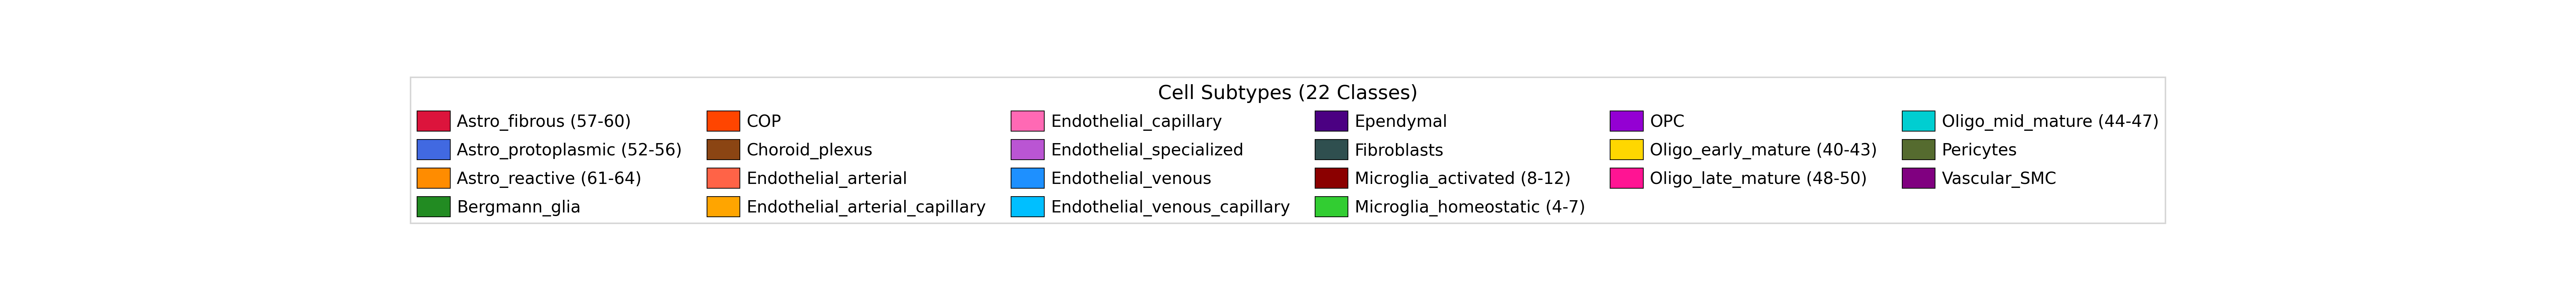 Cell Subtypes (22 Classes)
Astro_fibrous (57-60)
Astro_protoplasmic (52-56)
Astro_reactive (61-64)
Bergmann_glia
COP
Choroid_plexus
Endothelial_arterial
Endothelial_arterial_capillary
Endothelial_capillary
Endothelial_specialized
Endothelial_venous
Endothelial_venous_capillary
Ependymal
Fibroblasts
Microglia_activated (8-12)
Microglia_homeostatic (4-7)
OPC
Oligo_early_mature (40-43)
Oligo_late_mature (48-50)
Oligo_mid_mature (44-47)
Pericytes
Vascular_SMC